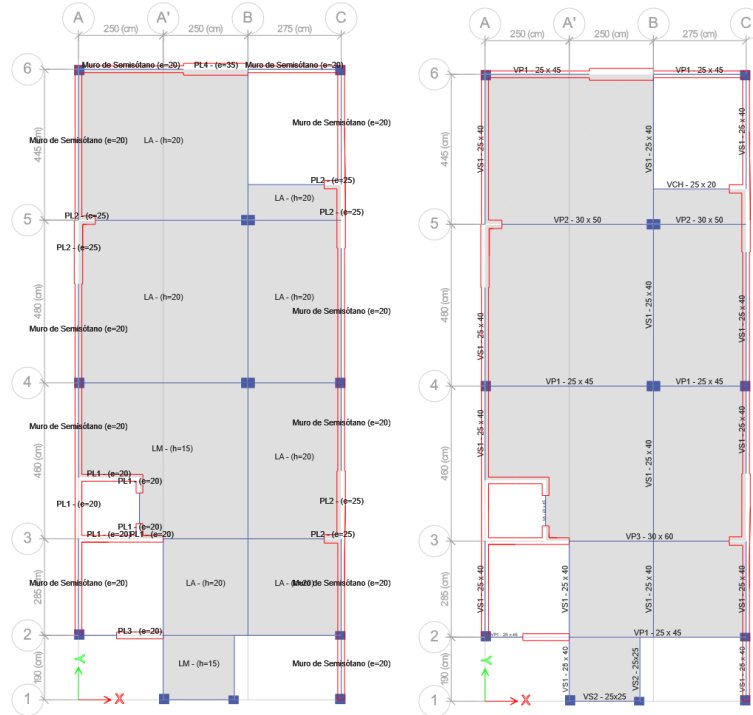 A A' B C
250 (cm) 250 (cm) 275 (cm)
6
Muro de Semisótano (e=20) PL4 - (e=35) Muro de Semisótano (e=20)
Muro de Semisótano (e=20)
Muro de Semisótano (e=20) LA - (h=20)
445 (cm)
PL2 - (e=25)
LA - (h=20)
PL2 - (e=25) PL2 - (e=25)
5
PL2 - (e=25)
480 (cm)
LA - (h=20) LA - (h=20)
Muro de Semisótano (e=20)
Muro de Semisótano (e=20)
4
Muro de Semisótano (e=20)
Muro de Semisótano (e=20)
LM - (h=15)
460 (cm)
LA - (h=20)
PL1 - (e=20)
PL1 - (e=20)
PL1 - (e=20) PL2 - (e=25)
PL1 - (e=20)
PL1 - (e=20) PL1 - (e=20) PL2 - (e=25)
3
285 (cm)
Muro de Semisótano (e=20) LA - (h=20) LA - (h=20) Muro de Semisótano (e=20)
PL3 - (e=20)
2
190 (cm)
LM - (h=15) Muro de Semisótano (e=20)
Y
1
X
A A' B C
250 (cm) 250 (cm) 275 (cm)
6
VP1 - 25 x 45 VP1 - 25 x 45
445 (cm)
VS1 - 25 x 40 VS1 - 25 x 40 VS1 - 25 x 40
VCH - 25 x 20
5
VP2 - 30 x 50 VP2 - 30 x 50
480 (cm)
VS1 - 25 x 40 VS1 - 25 x 40 VS1 - 25 x 40
4
VP1 - 25 x 45 VP1 - 25 x 45
460 (cm)
VS1 - 25 x 40 VS1 - 25 x 40 VS1 - 25 x 40
3
VP3 - 30 x 60
285 (cm)
VS1 - 25 x 40 VS1 - 25 x 40 VS1 - 25 x 40 VS1 - 25 x 40
2
VP1 - 25 x 45 VP1 - 25 x 45
190 (cm)
VS1 - 25 x 40 VS2 - 25x25 VS1 - 25 x 40
VS2 - 25x25
Y
1
X